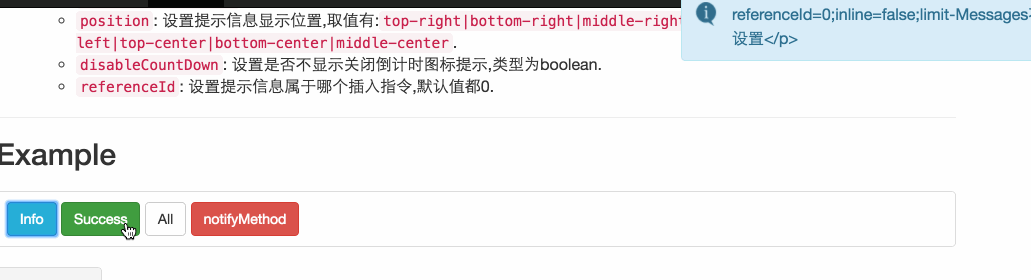 position : 设置提示信息显示位置,取值有: top-right|bottom-right|middle-right
left|top-center|bottom-center|middle-center .
disableCountDown : 设置是否不显示关闭倒计时图标提示,类型为boolean.
referenceId : 设置提示信息属于哪个插入指令,默认值都0.
referenceId=0;inline=false;limit-Messages
设置</p>
Example
Info Success All notifyMethod